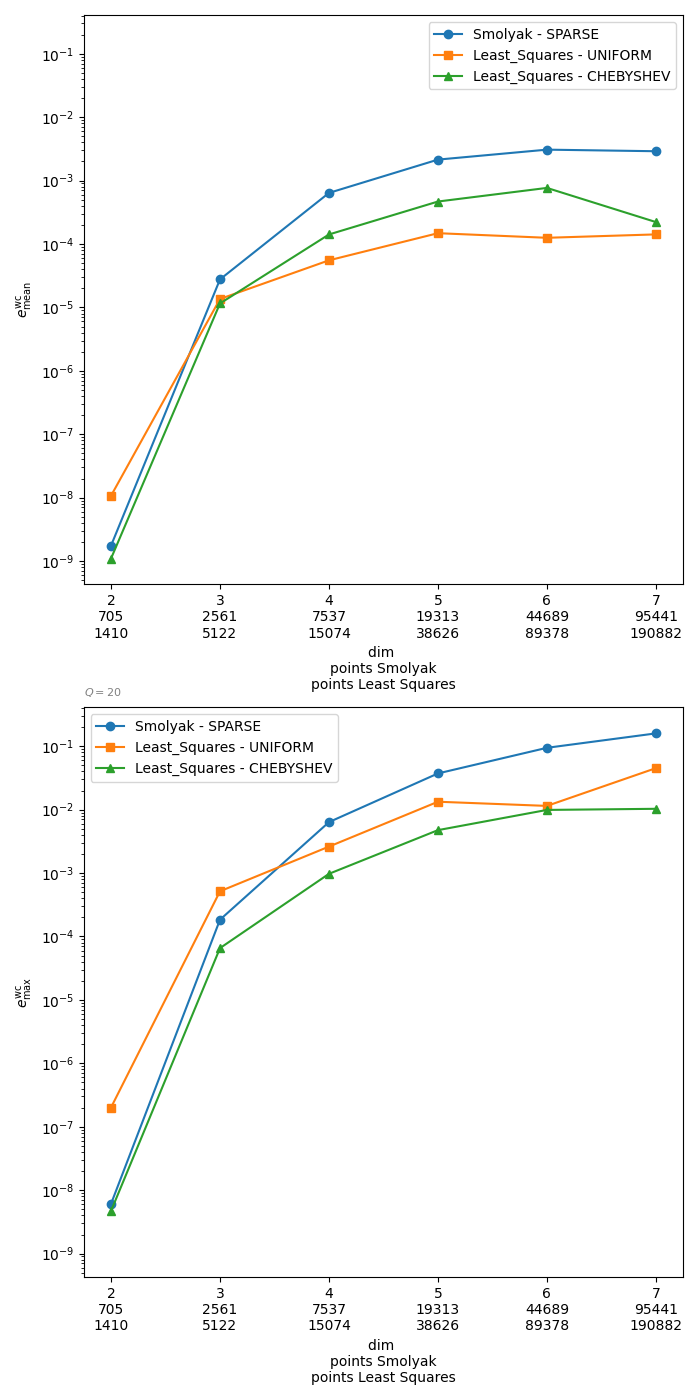 Smolyak - SPARSE
Least_Squares - UNIFORM
Least_Squares - CHEBYSHEV
10⁻¹
10⁻²
10⁻³
10⁻⁴
10⁻⁵
10⁻⁶
10⁻⁷
10⁻⁸
10⁻⁹
e^wc_mean
2 3 4 5 6 7
705 2561 7537 19313 44689 95441
1410 5122 15074 38626 89378 190882
dim
points Smolyak
points Least Squares
Q = 20
Smolyak - SPARSE
Least_Squares - UNIFORM
Least_Squares - CHEBYSHEV
10⁻¹
10⁻²
10⁻³
10⁻⁴
10⁻⁵
10⁻⁶
10⁻⁷
10⁻⁸
10⁻⁹
e^wc_max
2 3 4 5 6 7
705 2561 7537 19313 44689 95441
1410 5122 15074 38626 89378 190882
dim
points Smolyak
points Least Squares